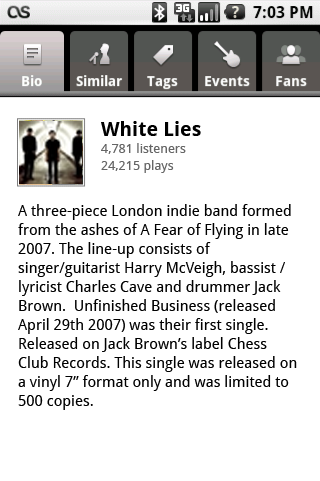 3G
?
7:03 PM
Bio
Similar
Tags
Events
Fans
White Lies
4,781 listeners
24,215 plays
A three-piece London indie band formed
from the ashes of A Fear of Flying in late
2007. The line-up consists of
singer/guitarist Harry McVeigh, bassist /
lyricist Charles Cave and drummer Jack
Brown.  Unfinished Business (released
April 29th 2007) was their first single.
Released on Jack Brown’s label Chess
Club Records. This single was released on
a vinyl 7” format only and was limited to
500 copies.